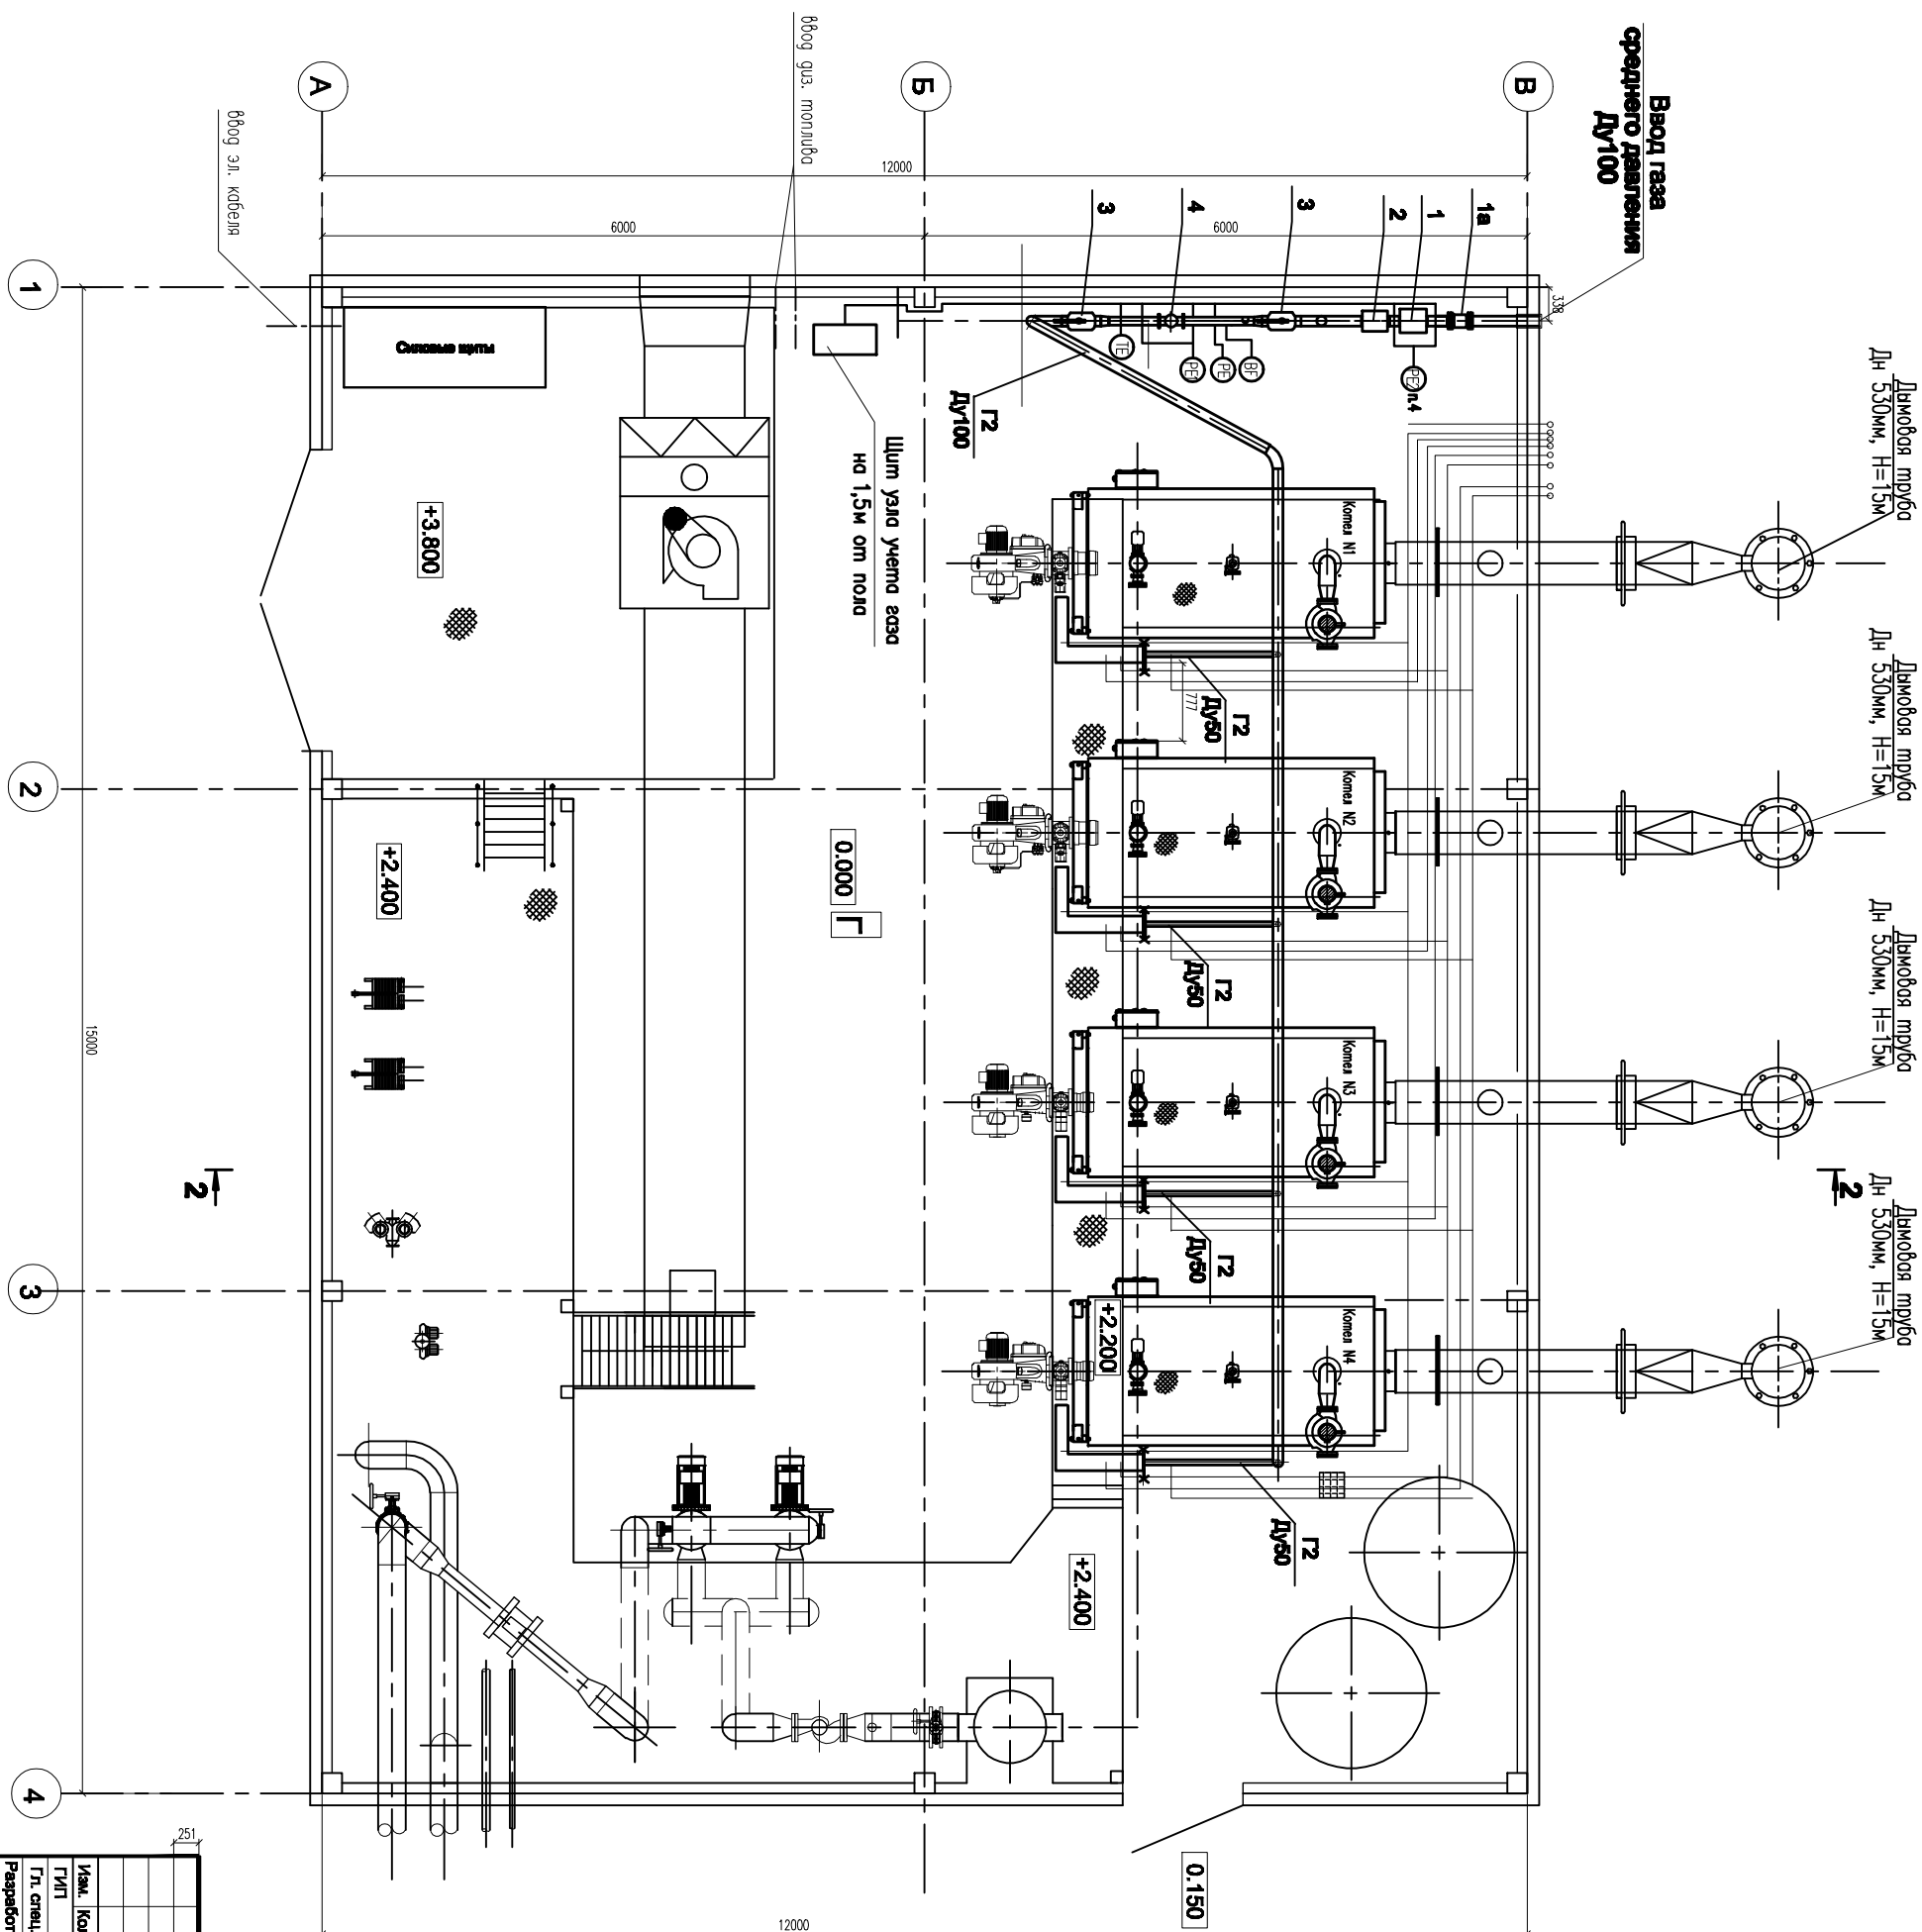 Ввод газа
среднего давления
Ду100
Дымовая труба
Дн 530мм, Н=15м
Дымовая труба
Дн 530мм, Н=15м
Дымовая труба
Дн 530мм, Н=15м
Дымовая труба
Дн 530мм, Н=15м
В
Б
А
ввод диз. топлива
ввод эл. кабеля
12000
6000
6000
338
1а
1
2
3
4
3
TE
PE
PE
BF
PE2
п.4
Г2
Ду100
Щит узла учета газа
на 1,5м от пола
Силовые щиты
+3.800
Котел N1
Котел N2
Котел N3
Котел N4
777
Г2
Ду50
Г2
Ду50
Г2
Ду50
Г2
Ду50
0.000
Г
+2.400
+2.200
+2.400
0.150
2
2
1
2
3
4
15000
12000
251
Изм.
Кол
ГИП
Гл. спец.
Разработ